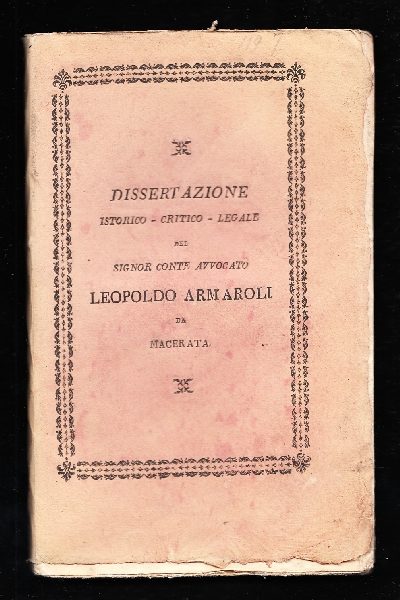 DISSERTAZIONE
ISTORICO - CRITICO - LEGALE
DEL
SIGNOR CONTE AVVOCATO
LEOPOLDO ARMAROLI
DA
MACERATA